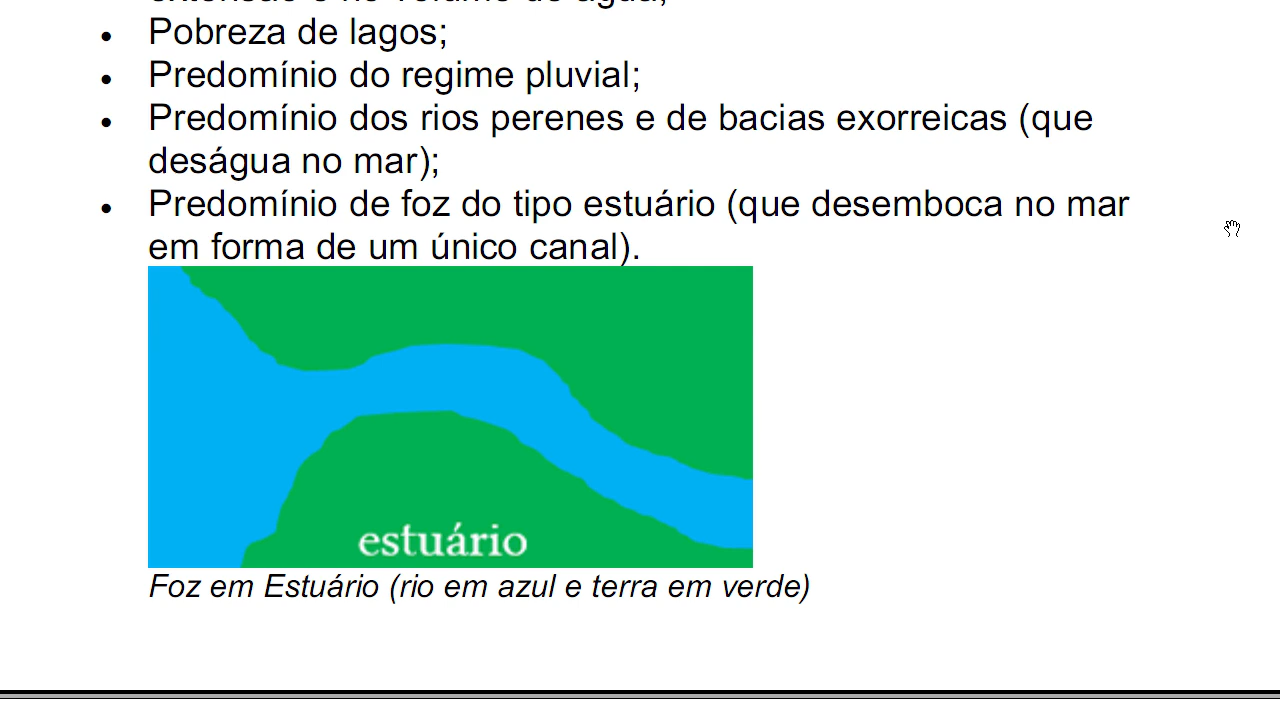 • Pobreza de lagos;
• Predomínio do regime pluvial;
• Predomínio dos rios perenes e de bacias exorreicas (que
deságua no mar);
• Predomínio de foz do tipo estuário (que desemboca no mar
em forma de um único canal).
estuário
Foz em Estuário (rio em azul e terra em verde)